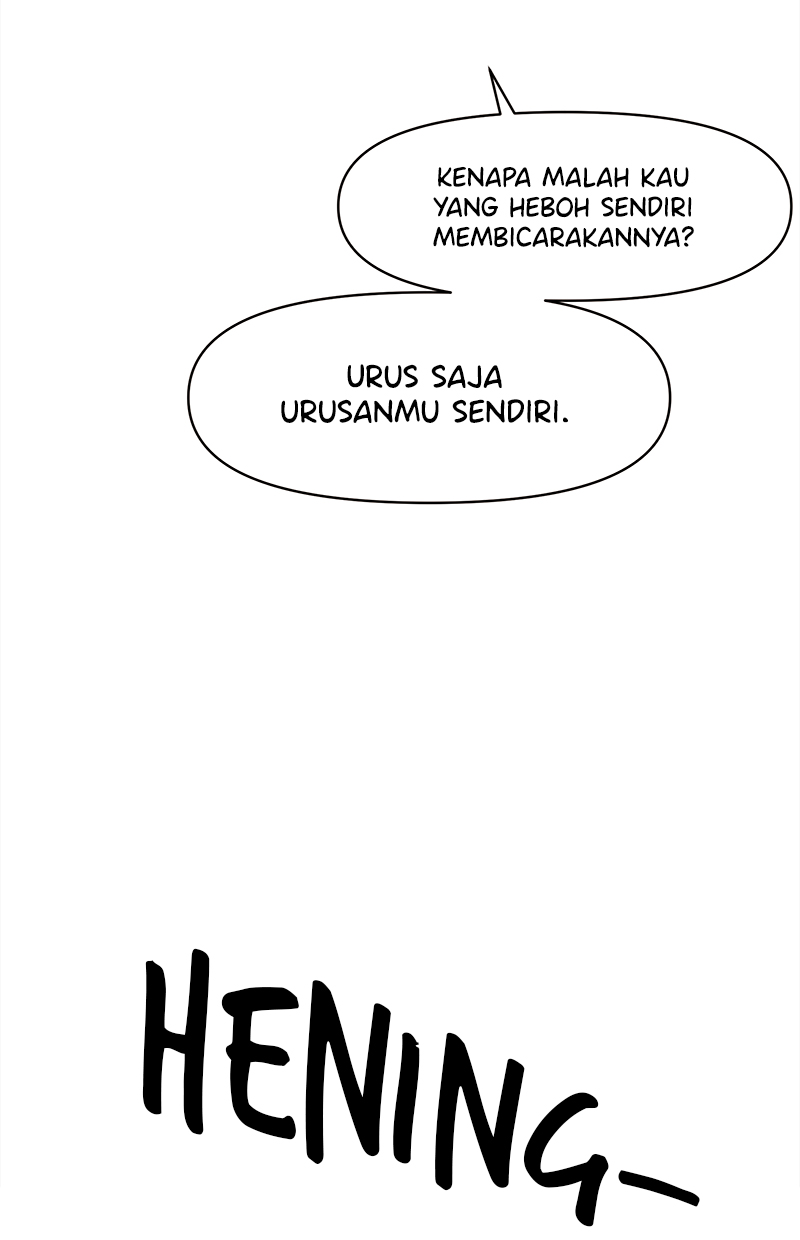 KENAPA MALAH KAU
YANG HEBOH SENDIRI
MEMBICARAKANNYA?
URUS SAJA
URUSANMU SENDIRI.
HENING-